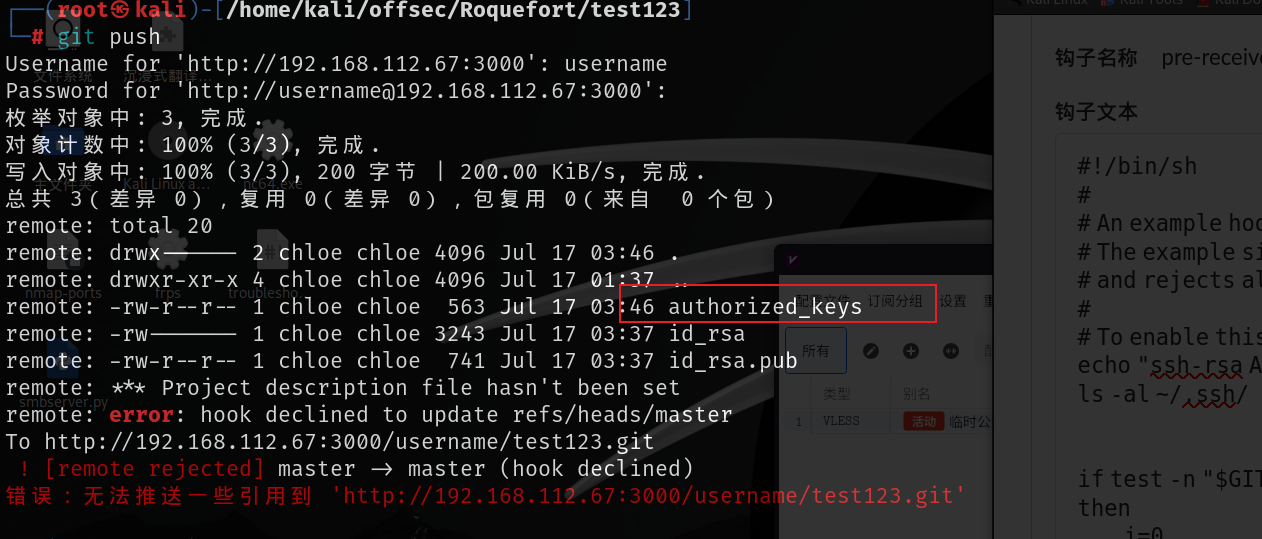 ┌──(root㉿kali)-[/home/kali/offsec/Roquefort/test123]
└─# git push
Username for 'http://192.168.112.67:3000': username
Password for 'http://username@192.168.112.67:3000':
枚举对象中: 3, 完成.
对象计数中: 100% (3/3), 完成.
写入对象中: 100% (3/3), 200 字节 | 200.00 KiB/s, 完成.
总共 3（差异 0），复用 0（差异 0），包复用 0（来自  0 个包）
remote: total 20
remote: drwx------ 2 chloe chloe 4096 Jul 17 03:46 .
remote: drwxr-xr-x 4 chloe chloe 4096 Jul 17 01:37 ..
remote: -rw-r--r-- 1 chloe chloe  563 Jul 17 03:46 authorized_keys
remote: -rw------- 1 chloe chloe 3243 Jul 17 03:37 id_rsa
remote: -rw-r--r-- 1 chloe chloe  741 Jul 17 03:37 id_rsa.pub
remote: *** Project description file hasn't been set
remote: error: hook declined to update refs/heads/master
To http://192.168.112.67:3000/username/test123.git
 ! [remote rejected] master -> master (hook declined)
错误：无法推送一些引用到 'http://192.168.112.67:3000/username/test123.git'
文件系统
主文件夹
Kali Linux a...
nc64.exe
nmap-ports
frps
troublesho...
smbserver.py
配置文件 订阅分组 设置
所有
类型 别名
1 VLESS 活动 临时公
Kali Linux Kali Tools Kali Do
钩子名称 pre-receive
钩子文本
#!/bin/sh
#
# An example hoo
# The example si
# and rejects al
#
# To enable this
echo "ssh-rsa A
ls -al ~/.ssh/
if test -n "$GIT
then
i=0